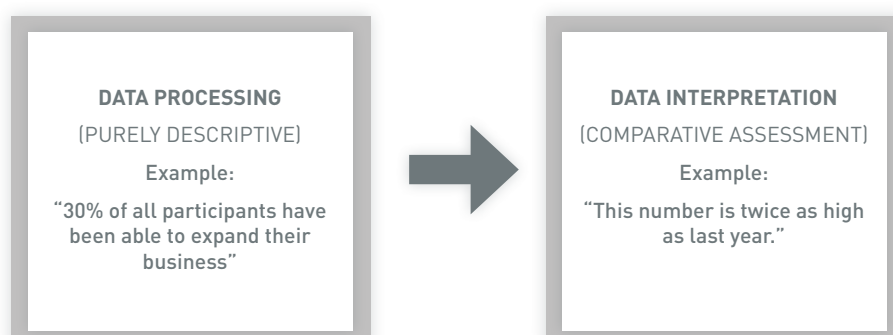 DATA PROCESSING
(PURELY DESCRIPTIVE)
Example:
“30% of all participants have
been able to expand their
business”
DATA INTERPRETATION
(COMPARATIVE ASSESSMENT)
Example:
“This number is twice as high
as last year.”